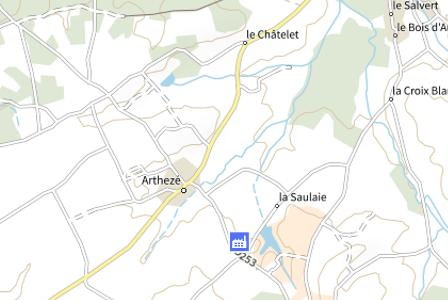 le Salvert
le Bois d'A
le Châtelet
la Croix Bla
Arthezé
la Saulaie
D253